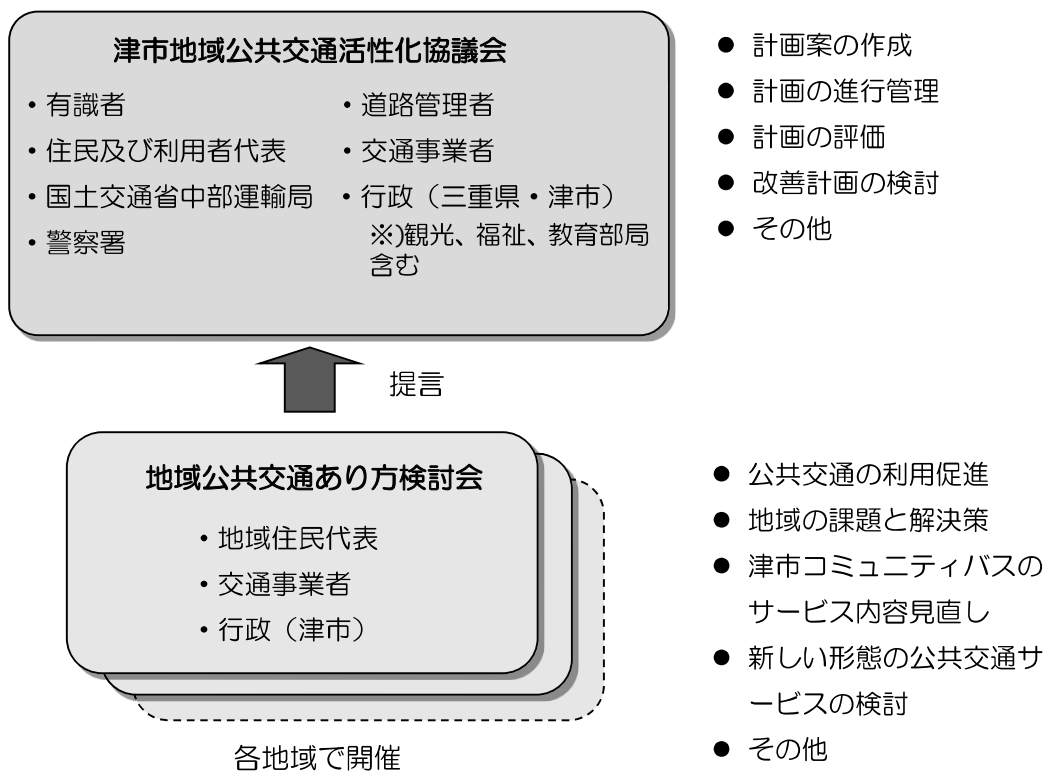 津市地域公共交通活性化協議会
・有識者
・住民及び利用者代表
・国土交通省中部運輸局
・警察署
・道路管理者
・交通事業者
・行政（三重県・津市）
※)観光、福祉、教育部局
含む
● 計画案の作成
● 計画の進行管理
● 計画の評価
● 改善計画の検討
● その他
提言
地域公共交通あり方検討会
・地域住民代表
・交通事業者
・行政（津市）
各地域で開催
● 公共交通の利用促進
● 地域の課題と解決策
● 津市コミュニティバスの
サービス内容見直し
● 新しい形態の公共交通サ
ービスの検討
● その他